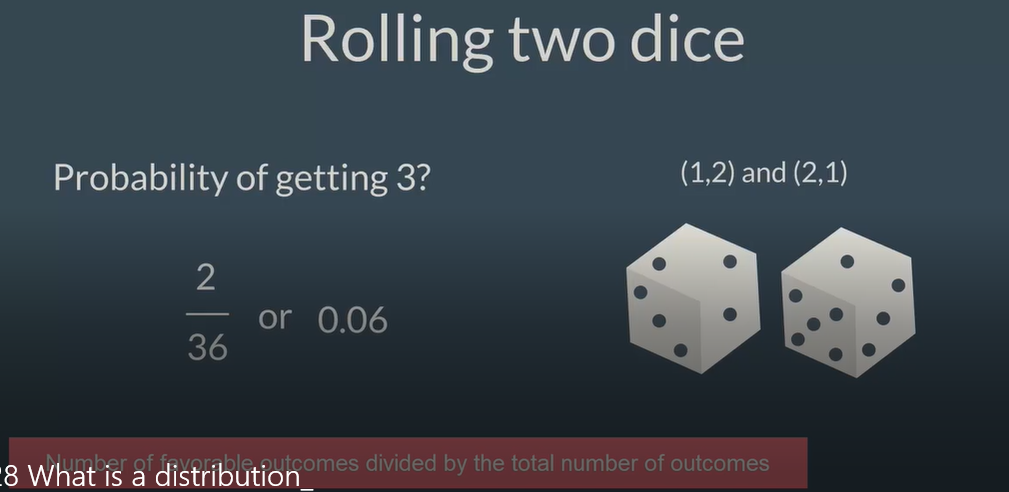 Rolling two dice
Probability of getting 3?
(1,2) and (2,1)
2
36
or 0.06
Number of favorable outcomes divided by the total number of outcomes
28 What is a distribution_